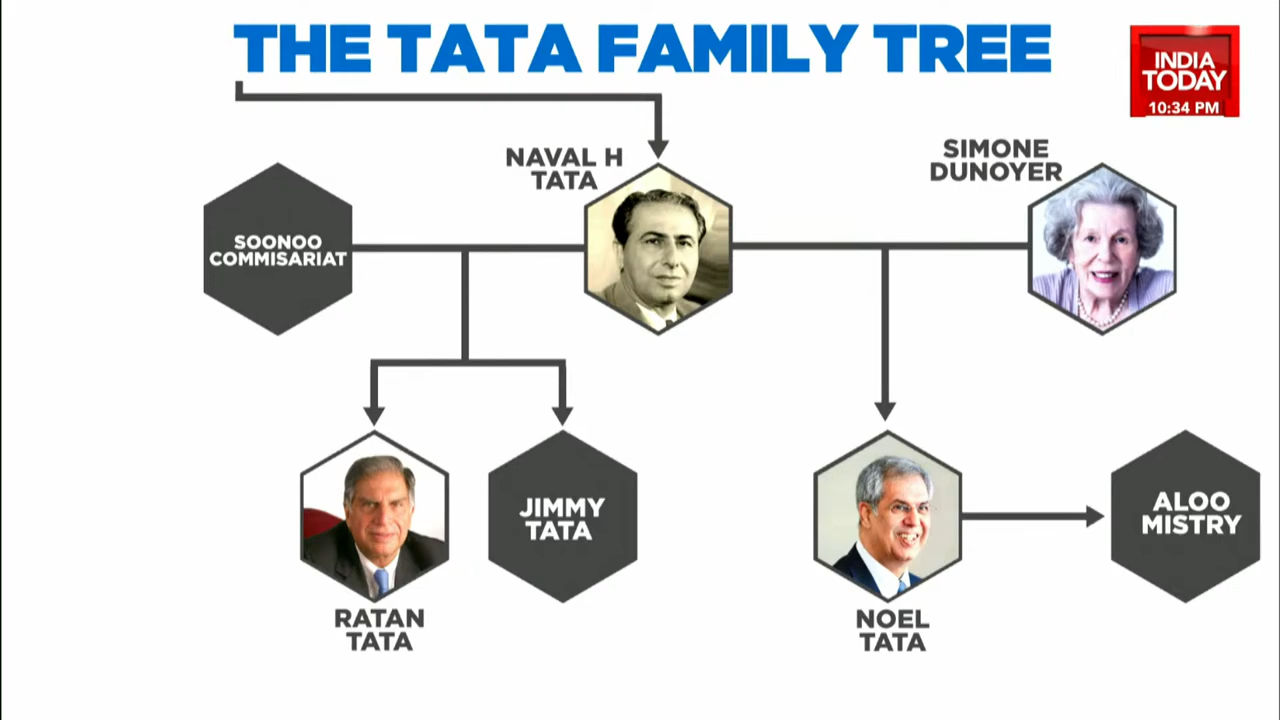 THE TATA FAMILY TREE
INDIA
TODAY
10:34 PM
NAVAL H
TATA
SIMONE
DUNOYER
SOONOO
COMMISARIAT
JIMMY
TATA
ALOO
MISTRY
RATAN
TATA
NOEL
TATA